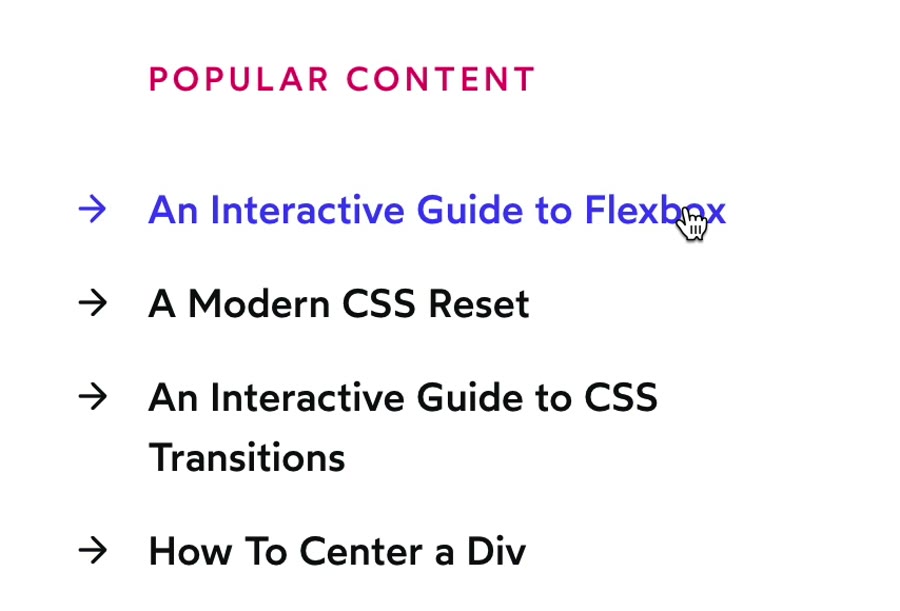 POPULAR CONTENT
→ An Interactive Guide to Flexbox
→ A Modern CSS Reset
→ An Interactive Guide to CSS
Transitions
→ How To Center a Div